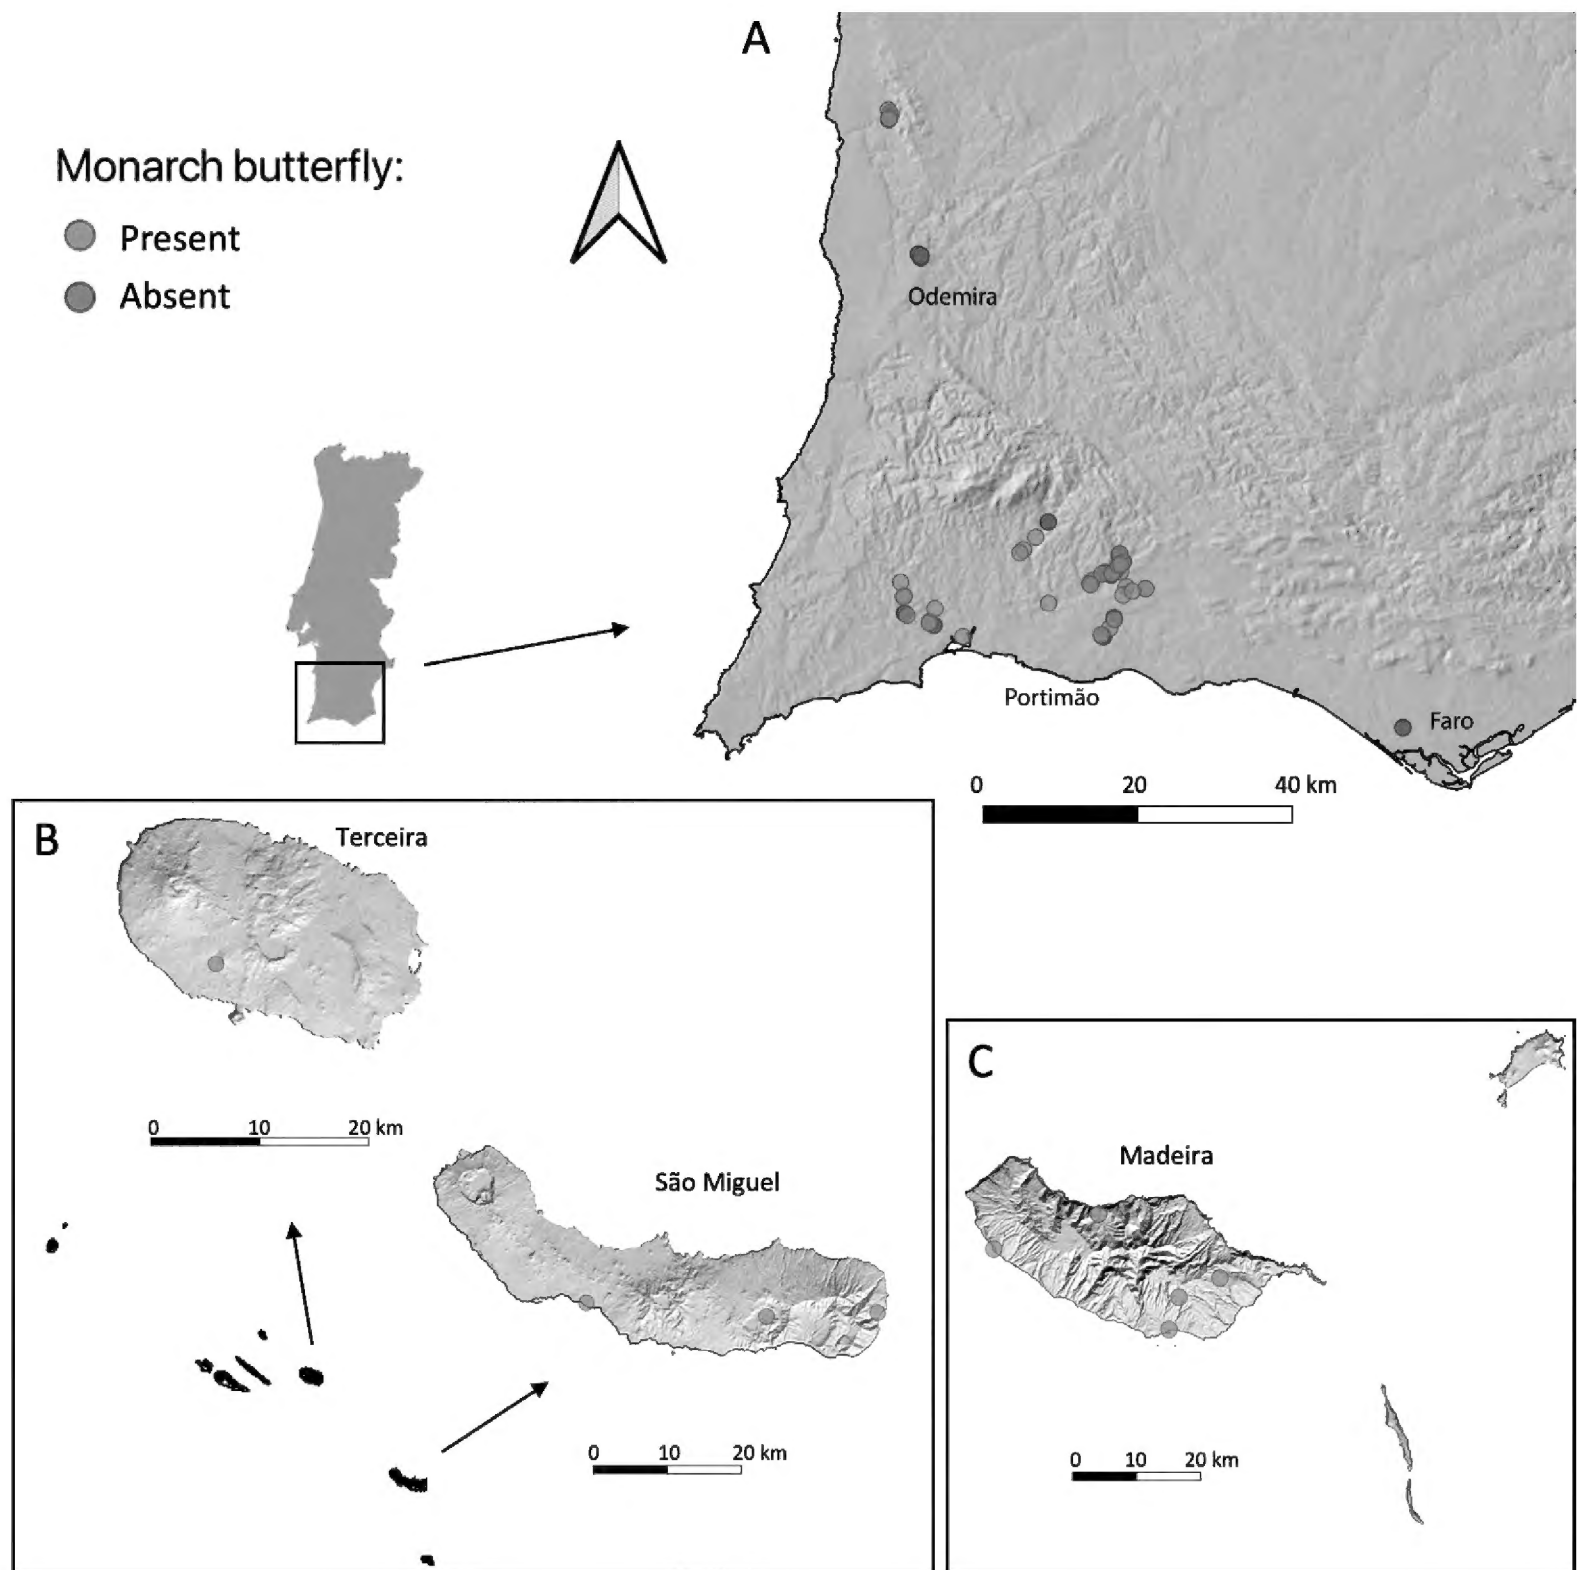 A
Monarch butterfly:
Present
Absent
Odemira
Portimão
Faro
0 20 40 km
B
Terceira
0 10 20 km
São Miguel
0 10 20 km
C
Madeira
0 10 20 km